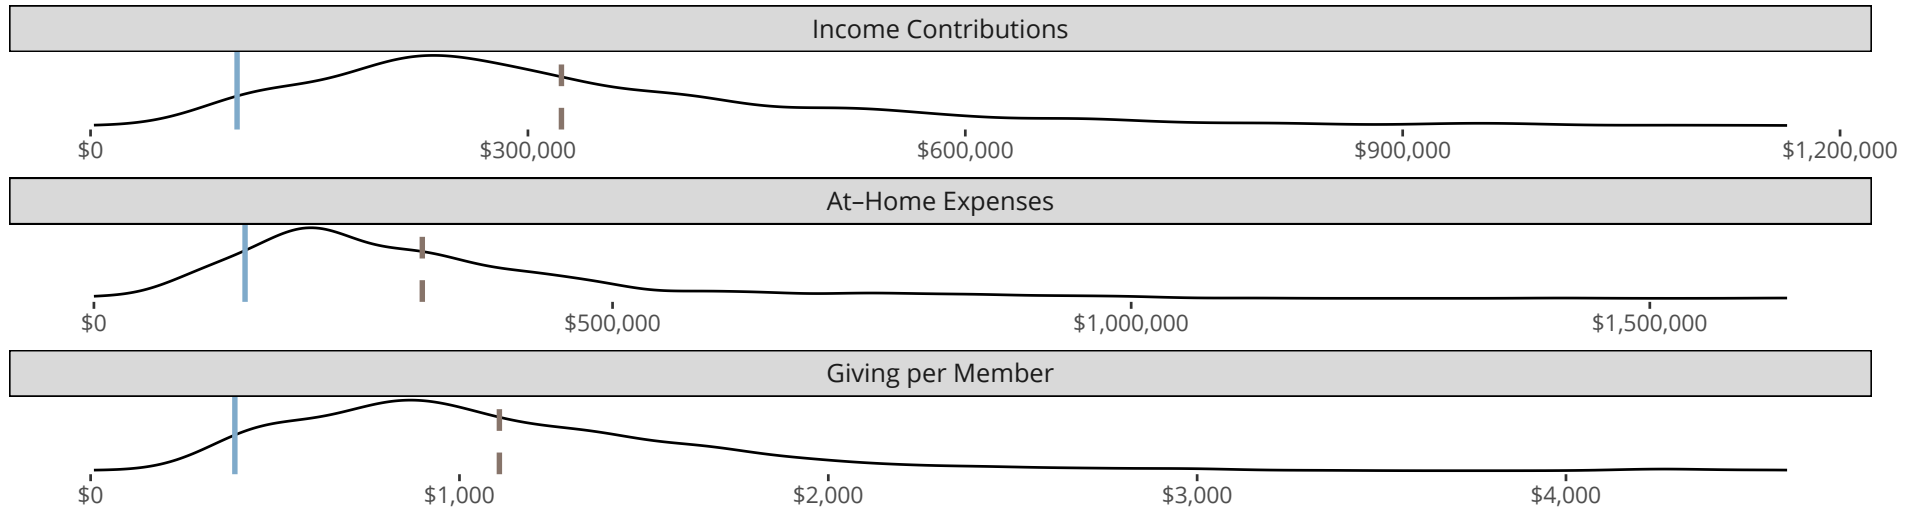 Income Contributions
$0 $300,000 $600,000 $900,000 $1,200,000
At–Home Expenses
$0 $500,000 $1,000,000 $1,500,000
Giving per Member
$0 $1,000 $2,000 $3,000 $4,000